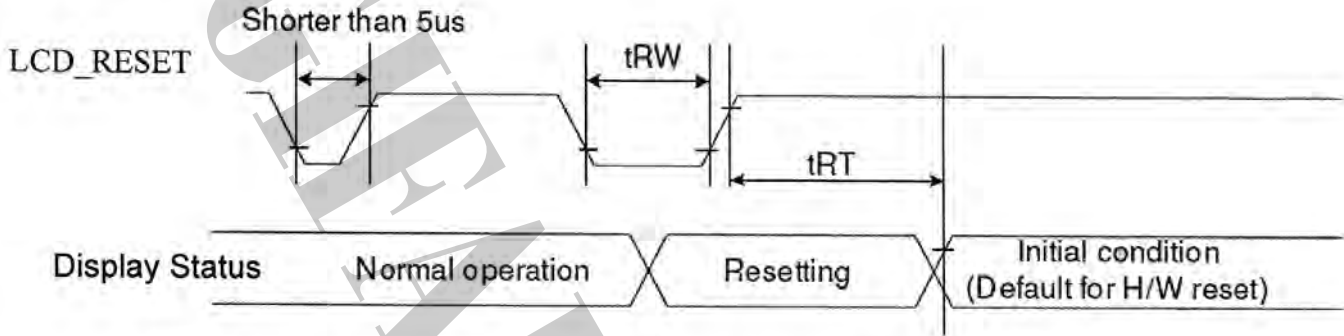 Shorter than 5us
LCD_RESET
tRW
tRT
Display Status
Normal operation
Resetting
Initial condition
(Default for H/W reset)